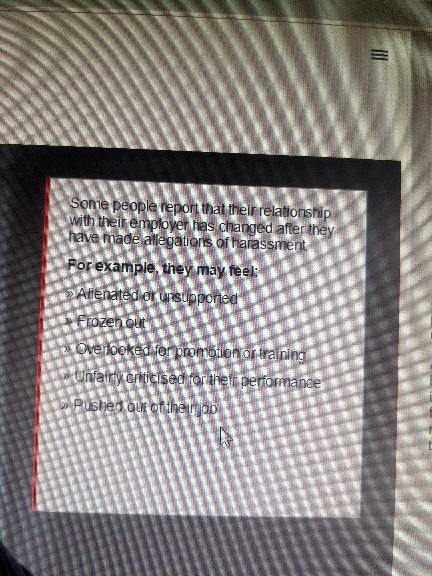 Some people report that their relationship
with their employer has changed after they
have made allegations of harassment
For example, they may feel:
» Alienated or unsupported
» Frozen out
» Overlooked for promotion or training
» Unfairly criticised for their performance
» Pushed out of their job